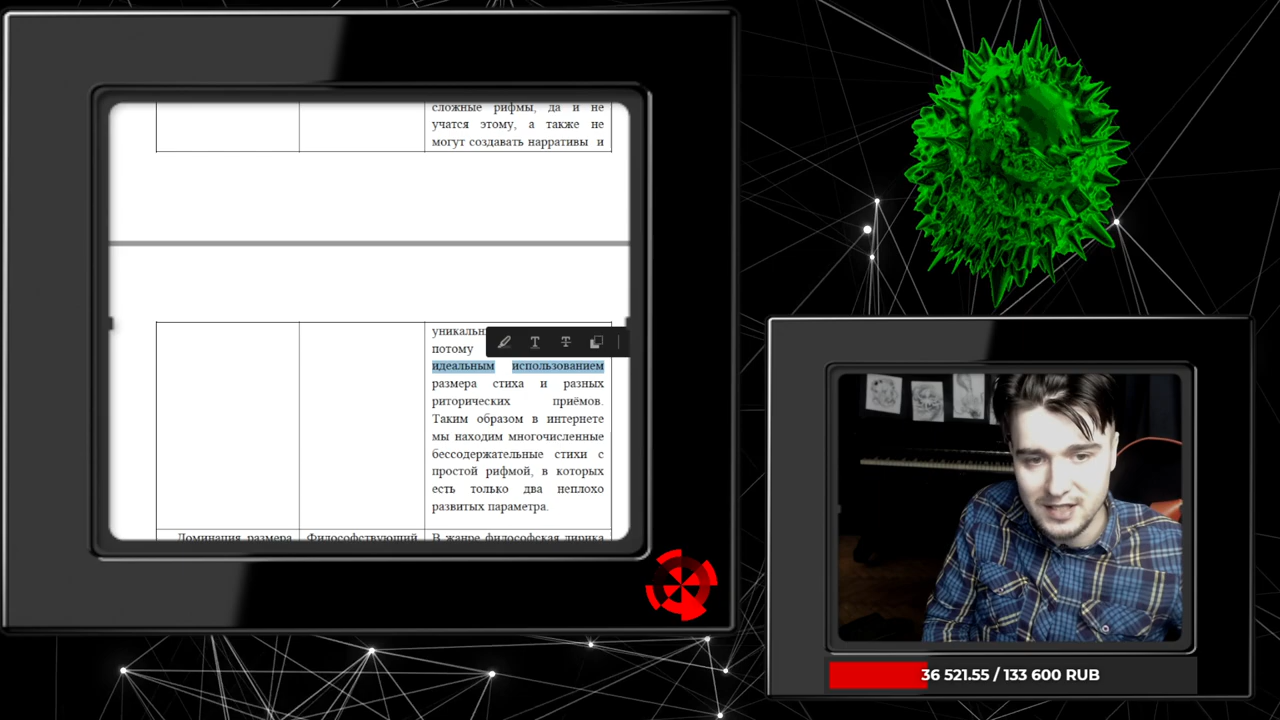 сложные рифмы, да и не
учатся этому, а также не
могут создавать нарративы и
потому
идеальным использованием
размера стиха и разных
риторических приёмов.
Таким образом в интернете
мы находим многочисленные
бессодержательные стихи с
простой рифмой, в которых
есть только два неплохо
развитых параметра.
Доминация размера Философствующий В жанре философская лирика
36 521.55 / 133 600 RUB